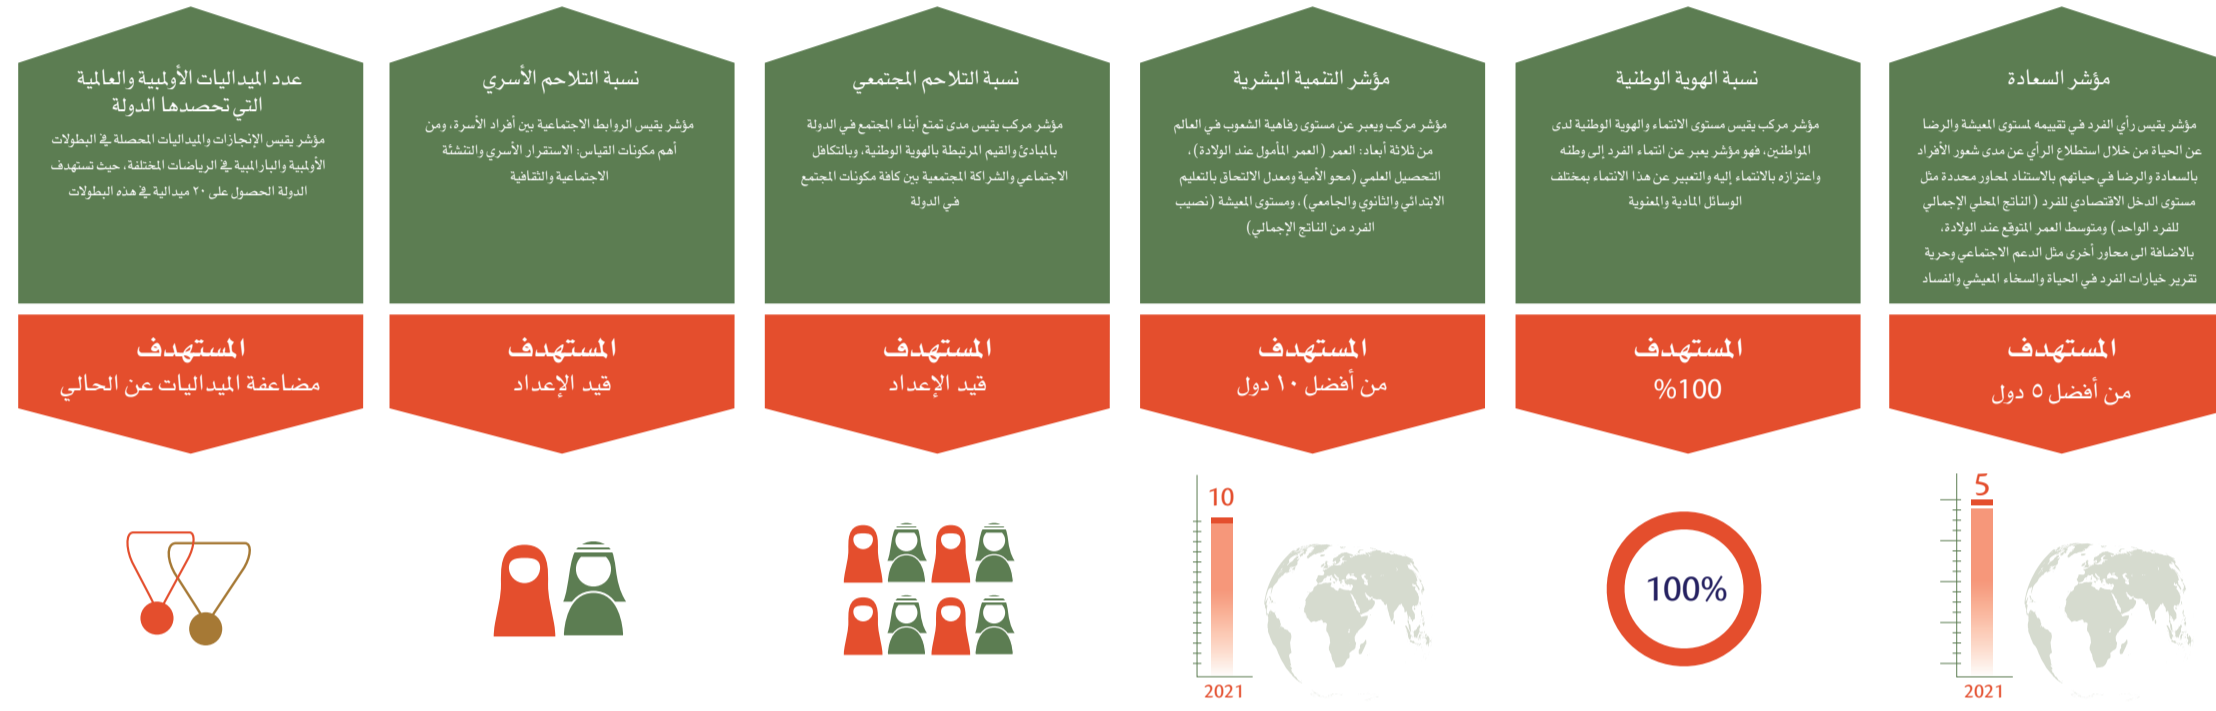 مؤشر السعادة
مؤشر يقيس رأي الفرد في تقييمه لمستوى المعيشة والرضا
عن الحياة من خلال استطلاع الرأي عن مدى شعور الأفراد
بالسعادة والرضا في حياتهم بالاستناد لمحاور محددة مثل
مستوى الدخل الاقتصادي للفرد (الناتج المحلي الإجمالي
للفرد الواحد) ومتوسط العمر المتوقع عند الولادة،
بالاضافة الى محاور أخرى مثل الدعم الاجتماعي وحرية
تقرير خيارات الفرد في الحياة والسخاء المعيشي والفساد
المستهدف
من أفضل ٥ دول
5
2021
نسبة الهوية الوطنية
مؤشر مركب يقيس مستوى الانتماء والهوية الوطنية لدى
المواطنين، فهو مؤشر يعبر عن انتماء الفرد إلى وطنه
واعتزازه بالانتماء إليه والتعبير عن هذا الانتماء بمختلف
الوسائل المادية والمعنوية
المستهدف
%100
100%
مؤشر التنمية البشرية
مؤشر مركب ويعبر عن مستوى رفاهية الشعوب في العالم
من ثلاثة أبعاد: العمر (العمر المأمول عند الولادة)،
التحصيل العلمي (محو الأمية ومعدل الالتحاق بالتعليم
الابتدائي والثانوي والجامعي)، ومستوى المعيشة (نصيب
الفرد من الناتج الإجمالي)
المستهدف
من أفضل ١٠ دول
10
2021
نسبة التلاحم المجتمعي
مؤشر مركب يقيس مدى تمتع أبناء المجتمع في الدولة
بالمبادئ والقيم المرتبطة بالهوية الوطنية، وبالتكافل
الاجتماعي والشراكة المجتمعية بين كافة مكونات المجتمع
في الدولة
المستهدف
قيد الإعداد
نسبة التلاحم الأسري
مؤشر يقيس الروابط الاجتماعية بين أفراد الأسرة، ومن
أهم مكونات القياس: الاستقرار الأسري والتنشئة
الاجتماعية والثقافية
المستهدف
قيد الإعداد
عدد الميداليات الأولمبية والعالمية
التي تحصدها الدولة
مؤشر يقيس الإنجازات والميداليات المحصلة في البطولات
الأولمبية والبارالمبية في الرياضات المختلفة، حيث تستهدف
الدولة الحصول على ٢٠ ميدالية في هذه البطولات
المستهدف
مضاعفة الميداليات عن الحالي